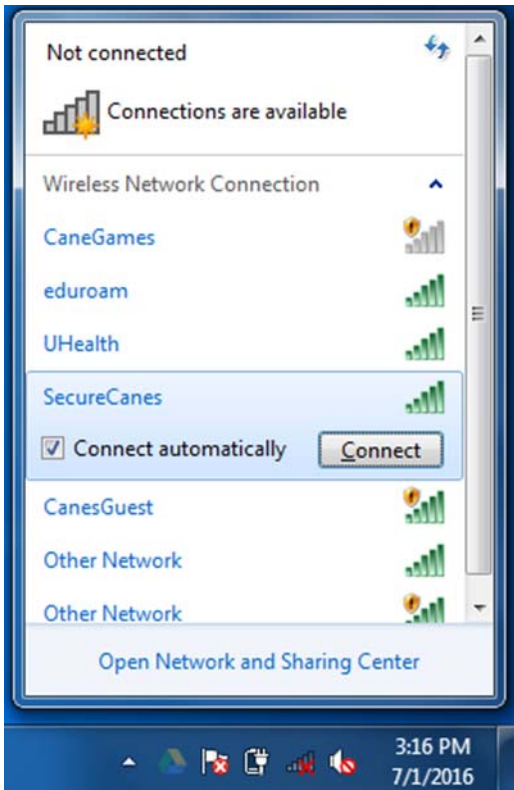 Not connected
Connections are available
Wireless Network Connection
CaneGames
eduroam
UHealth
SecureCanes
Connect automatically Connect
CanesGuest
Other Network
Other Network
Open Network and Sharing Center
3:16 PM
7/1/2016